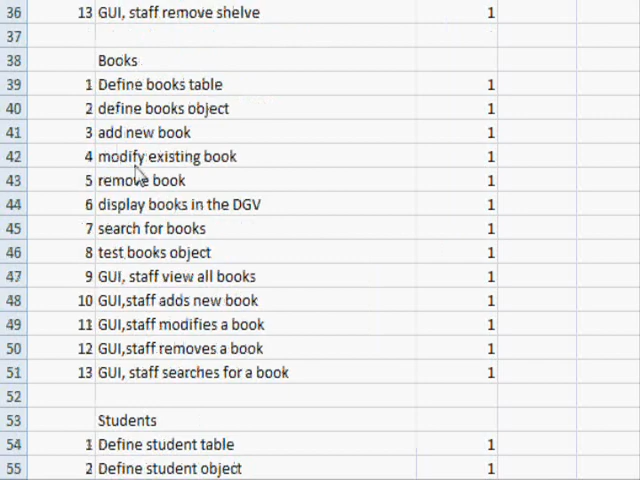 36 13 GUI, staff remove shelve 1
37
38 Books
39 1 Define books table 1
40 2 define books object 1
41 3 add new book 1
42 4 modify existing book 1
43 5 remove book 1
44 6 display books in the DGV 1
45 7 search for books 1
46 8 test books object 1
47 9 GUI, staff view all books 1
48 10 GUI,staff adds new book 1
49 11 GUI,staff modifies a book 1
50 12 GUI,staff removes a book 1
51 13 GUI, staff searches for a book 1
52
53 Students
54 1 Define student table 1
55 2 Define student object 1